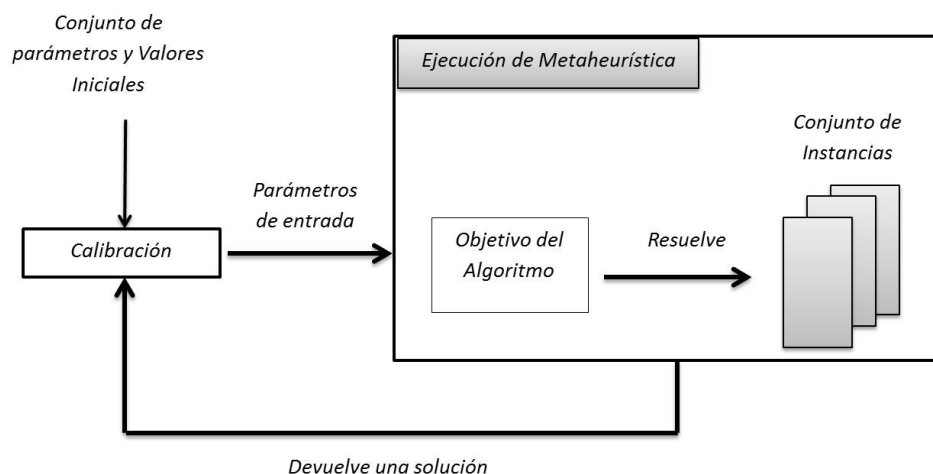 Conjunto de
parámetros y Valores
Iniciales
Ejecución de Metaheurística
Conjunto de
Instancias
Parámetros
de entrada
Calibración
Objetivo del
Algoritmo
Resuelve
Devuelve una solución